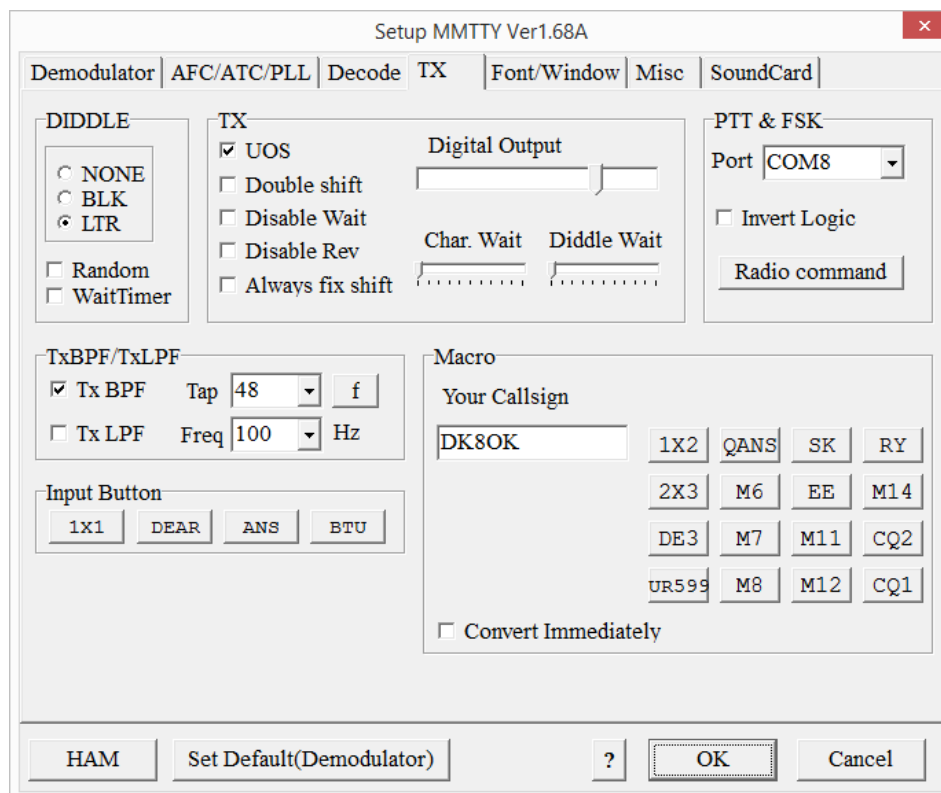 Setup MMTTY Ver1.68A
Demodulator AFC/ATC/PLL Decode TX Font/Window Misc SoundCard
DIDDLE
NONE
BLK
LTR
Random
WaitTimer
TX
UOS
Double shift
Disable Wait
Disable Rev
Always fix shift
Digital Output
Char. Wait Diddle Wait
PTT & FSK
Port COM8
Invert Logic
Radio command
TxBPF/TxLPF
Tx BPF Tap 48 f
Tx LPF Freq 100 Hz
Input Button
1X1 DEAR ANS BTU
Macro
Your Callsign
DK8OK
1X2 QANS SK RY
2X3 M6 EE M14
DE3 M7 M11 CQ2
UR599 M8 M12 CQ1
Convert Immediately
HAM Set Default(Demodulator) ? OK Cancel